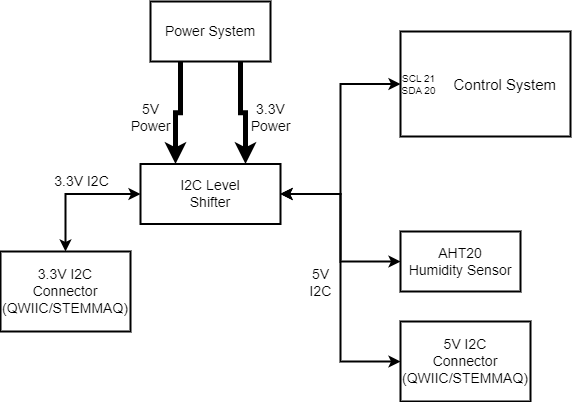 Power System
SCL 21
SDA 20
Control System
5V
Power
3.3V
Power
3.3V I2C
I2C Level
Shifter
3.3V I2C
Connector
(QWIIC/STEMMAQ)
5V
I2C
AHT20
Humidity Sensor
5V I2C
Connector
(QWIIC/STEMMAQ)